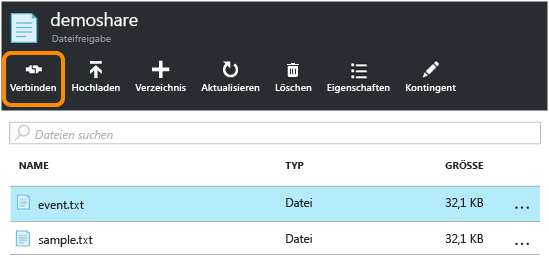 demoshare
Dateifreigabe
Verbinden Hochladen Verzeichnis Aktualisieren Löschen Eigenschaften Kontingent
Dateien suchen
NAME TYP GRÖSSE
event.txt Datei 32,1 KB ...
sample.txt Datei 32,1 KB ...